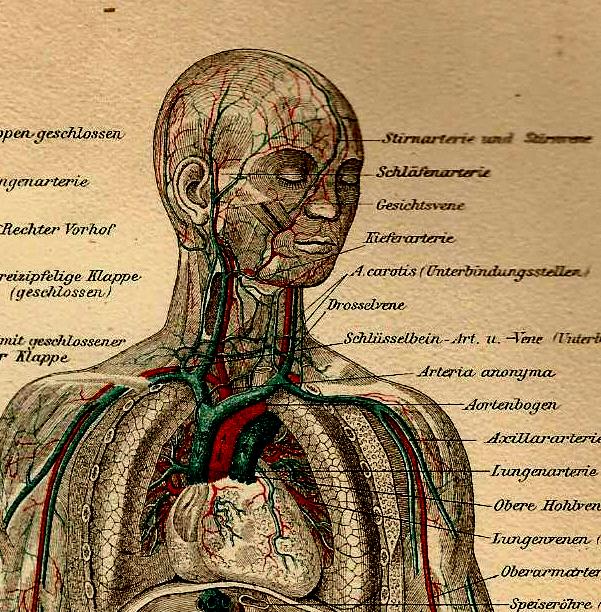 ppen geschlossen
ngenarterie
Rechter Vorhof
reizipfelige Klappe
(geschlossen)
mit geschlossener
r Klappe
Stirnarterie und Stirnvene
Schläfenarterie
Gesichtsvene
Kieferarterie
A. carotis (Unterbindungsstellen)
Drosselvene
Schlüsselbein-Art. u. -Vene (Unterb
Arteria anonyma
Aortenbogen
Axillararterie
Lungenarterie
Obere Hohlven
Lungenvenen (
Oberarmarter
Speiseröhre (